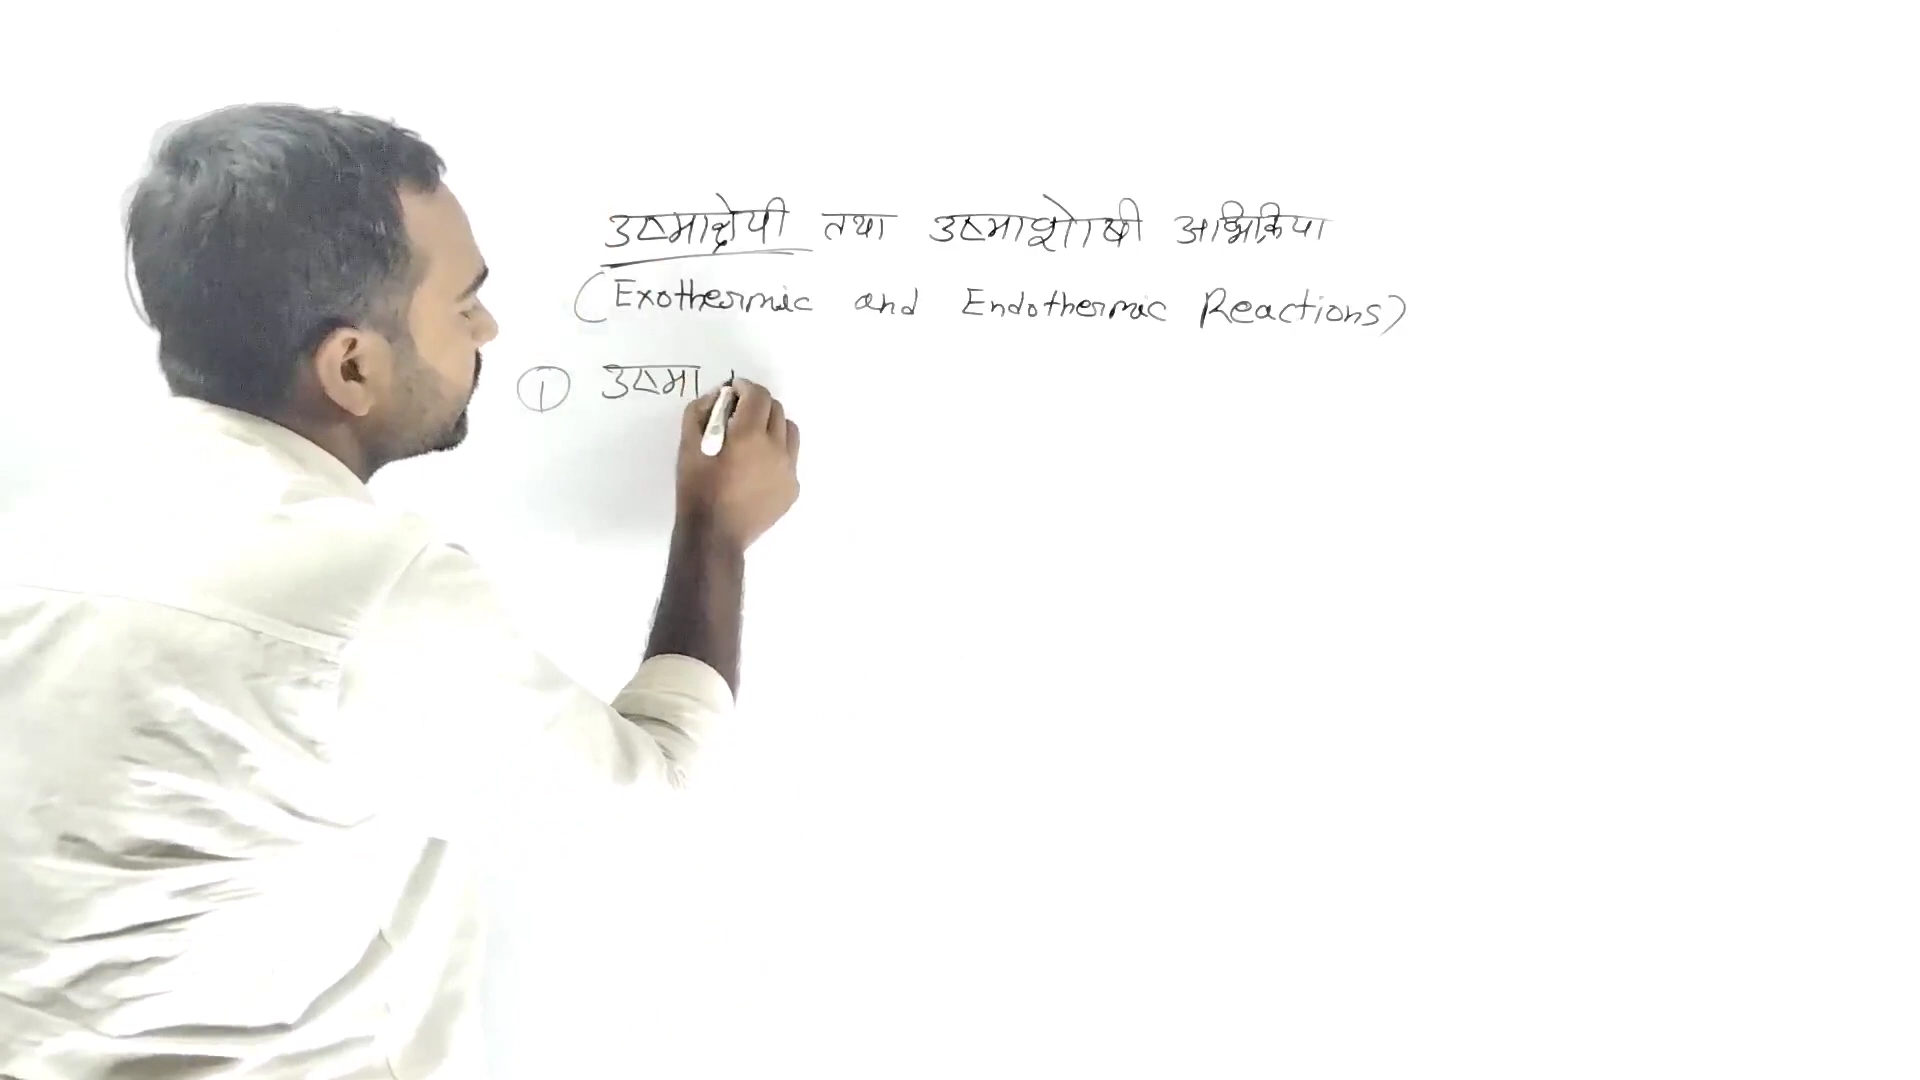 उष्माक्षेपी तथा उष्माशोषी अभिक्रिया
(Exothermic and Endothermic Reactions)
① उष्मा